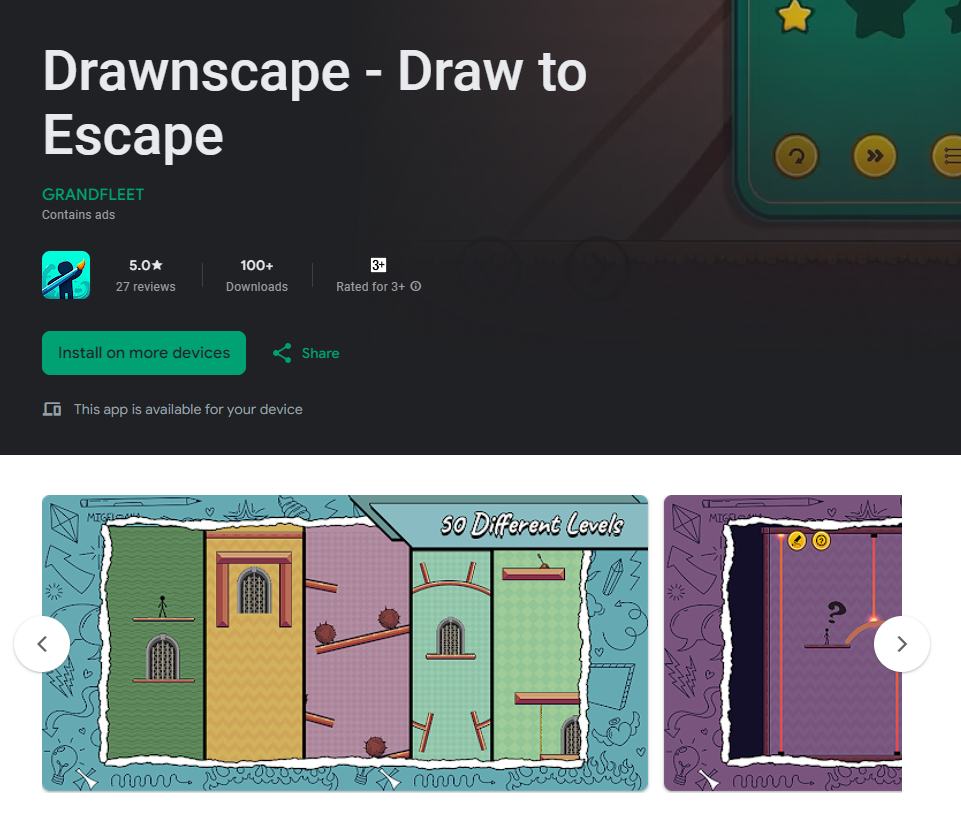 Drawnscape - Draw to
Escape
GRANDFLEET
Contains ads
5.0★
27 reviews
100+
Downloads
3+
Rated for 3+
Install on more devices
Share
This app is available for your device
50 Different Levels
?
?